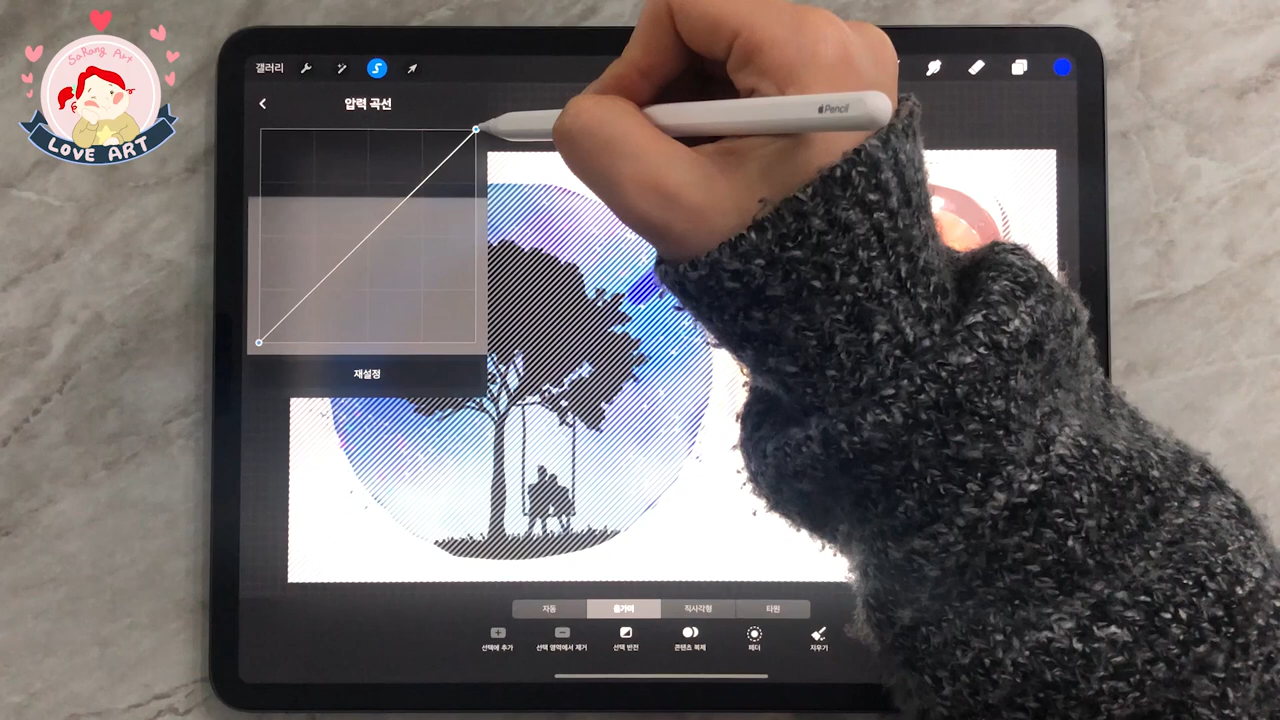 SaRang Art
LOVE ART
갤러리
압력 곡선
Pencil
재설정
자동
올가미
직사각형
타원
선택에 추가
선택 영역에서 제거
선택 반전
콘텐츠 복제
페더
지우기